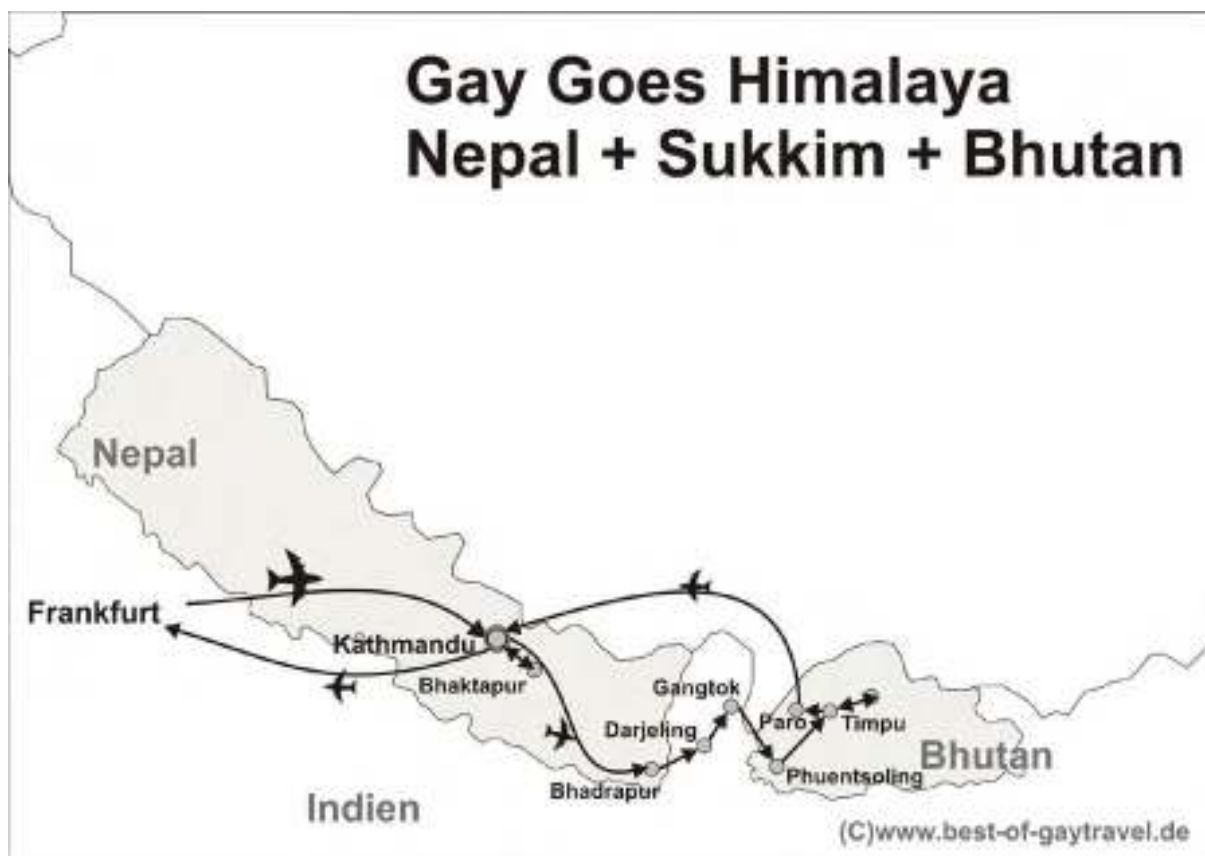 Gay Goes Himalaya
Nepal + Sukkim + Bhutan
Nepal
Frankfurt
Kathmandu
Bhaktapur
Gangtok
Darjeling
Paro
Timpu
Bhutan
Phuentsoling
Bhadrapur
Indien
(C)www.best-of-gaytravel.de